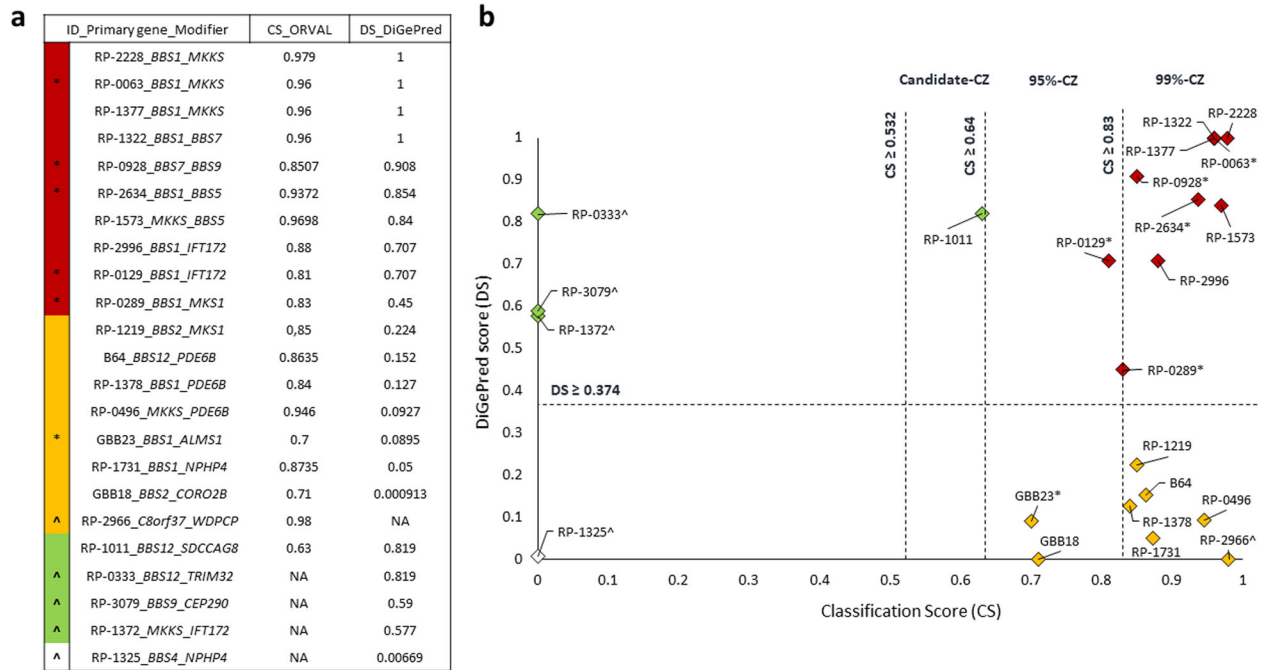 a
ID_Primary gene_Modifier CS_ORVAL DS_DiGePred
RP-2228_BBS1_MKKS 0.979 1
* RP-0063_BBS1_MKKS 0.96 1
RP-1377_BBS1_MKKS 0.96 1
RP-1322_BBS1_BBS7 0.96 1
* RP-0928_BBS7_BBS9 0.8507 0.908
* RP-2634_BBS1_BBS5 0.9372 0.854
RP-1573_MKKS_BBS5 0.9698 0.84
RP-2996_BBS1_IFT172 0.88 0.707
* RP-0129_BBS1_IFT172 0.81 0.707
* RP-0289_BBS1_MKS1 0.83 0.45
RP-1219_BBS2_MKS1 0,85 0.224
B64_BBS12_PDE6B 0.8635 0.152
RP-1378_BBS1_PDE6B 0.84 0.127
RP-0496_MKKS_PDE6B 0.946 0.0927
* GBB23_BBS1_ALMS1 0.7 0.0895
RP-1731_BBS1_NPHP4 0.8735 0.05
GBB18_BBS2_CORO2B 0.71 0.000913
^ RP-2966_C8orf37_WDPCP 0.98 NA
RP-1011_BBS12_SDCCAG8 0.63 0.819
^ RP-0333_BBS12_TRIM32 NA 0.819
^ RP-3079_BBS9_CEP290 NA 0.59
^ RP-1372_MKKS_IFT172 NA 0.577
^ RP-1325_BBS4_NPHP4 NA 0.00669
b
Candidate-CZ 95%-CZ 99%-CZ
CS ≥ 0.532
CS ≥ 0.64
CS ≥ 0.83
DS ≥ 0.374
RP-1322
RP-2228
RP-1377
RP-0063*
RP-0928*
RP-2634*
RP-1573
RP-0333^
RP-1011
RP-0129*
RP-2996
RP-3079^
RP-1372^
RP-0289*
RP-1219
B64
GBB23*
RP-0496
RP-1378
RP-1325^
GBB18
RP-1731
RP-2966^
DiGePred score (DS)
1
0.9
0.8
0.7
0.6
0.5
0.4
0.3
0.2
0.1
0
0 0.1 0.2 0.3 0.4 0.5 0.6 0.7 0.8 0.9 1
Classification Score (CS)